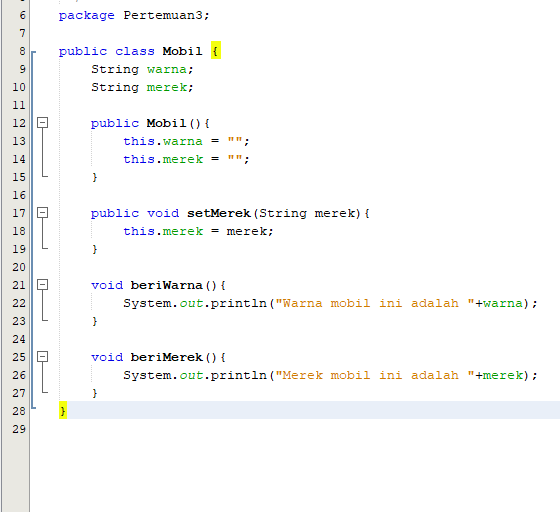 6 package Pertemuan3;
7
8 public class Mobil {
9 String warna;
10 String merek;
11
12 public Mobil(){
13 this.warna = "";
14 this.merek = "";
15 }
16
17 public void setMerek(String merek){
18 this.merek = merek;
19 }
20
21 void beriWarna(){
22 System.out.println("Warna mobil ini adalah "+warna);
23 }
24
25 void beriMerek(){
26 System.out.println("Merek mobil ini adalah "+merek);
27 }
28 }
29